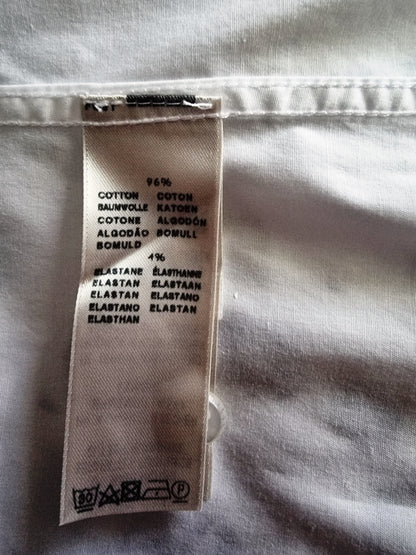 96%
COTTON COTON
BAUMWOLLE KATOEN
COTONE ALGODÓN
ALGODÃO BOMULL
BOMULD
4%
ELASTANE ÉLASTHANNE
ELASTAN ELASTAAN
ELASTAN ELASTANO
ELASTANO ELASTAN
ELASTHAN
P